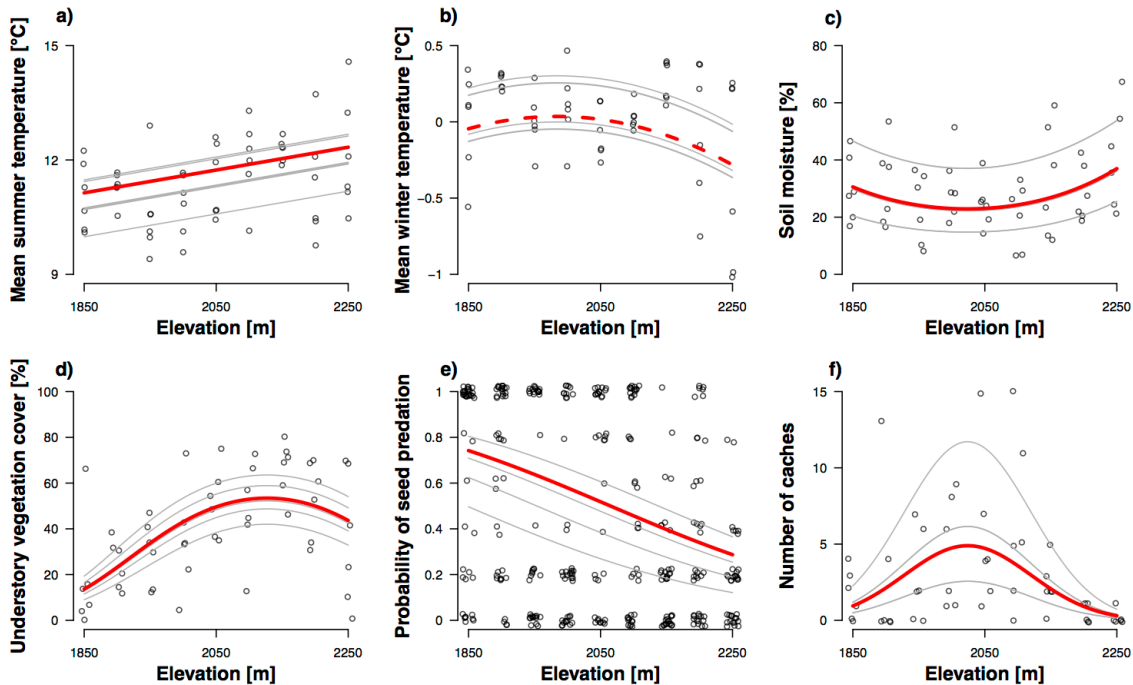 a)
Mean summer temperature [°C]
15
12
9
1850
2050
2250
Elevation [m]
b)
Mean winter temperature [°C]
0.5
0
−0.5
−1
1850
2050
2250
Elevation [m]
c)
Soil moisture [%]
80
60
40
20
0
1850
2050
2250
Elevation [m]
d)
Understory vegetation cover [%]
100
80
60
40
20
0
1850
2050
2250
Elevation [m]
e)
Probability of seed predation
1
0.8
0.6
0.4
0.2
0
1850
2050
2250
Elevation [m]
f)
Number of caches
15
10
5
0
1850
2050
2250
Elevation [m]